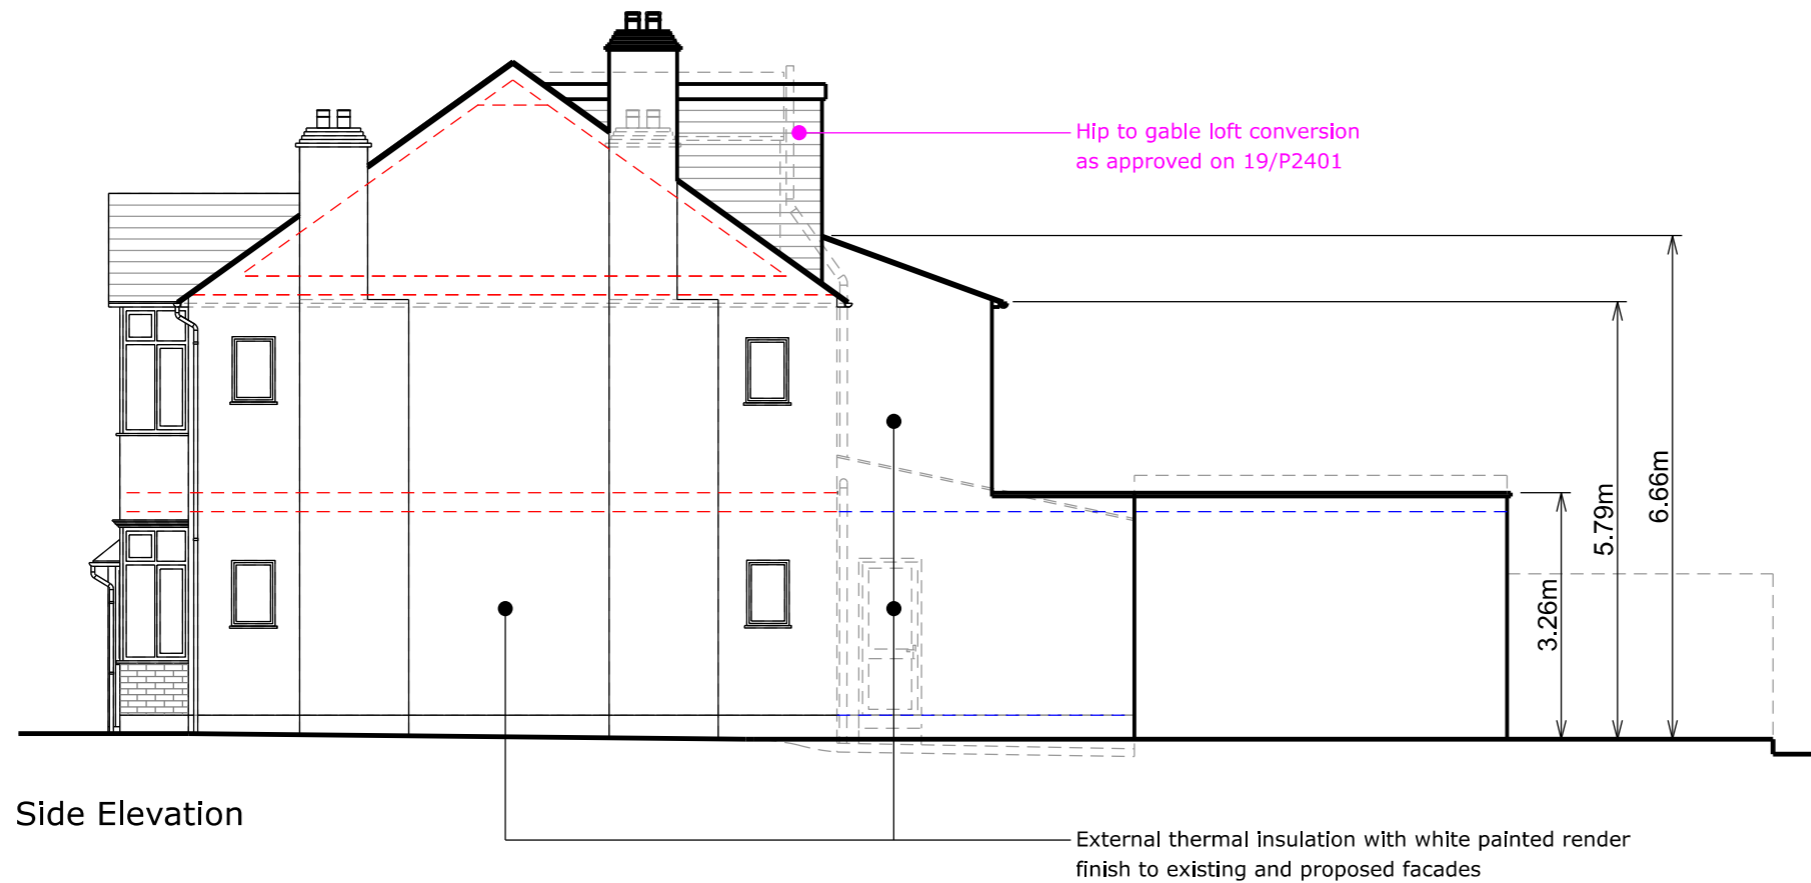 Hip to gable loft conversion
as approved on 19/P2401
6.66m
5.79m
3.26m
Side Elevation
External thermal insulation with white painted render
finish to existing and proposed facades